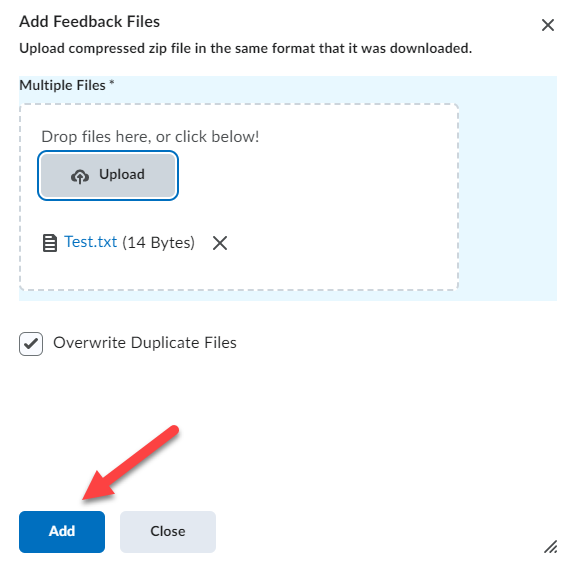 Add Feedback Files
Upload compressed zip file in the same format that it was downloaded.
Multiple Files *
Drop files here, or click below!
Upload
Test.txt (14 Bytes)
Overwrite Duplicate Files
Add Close